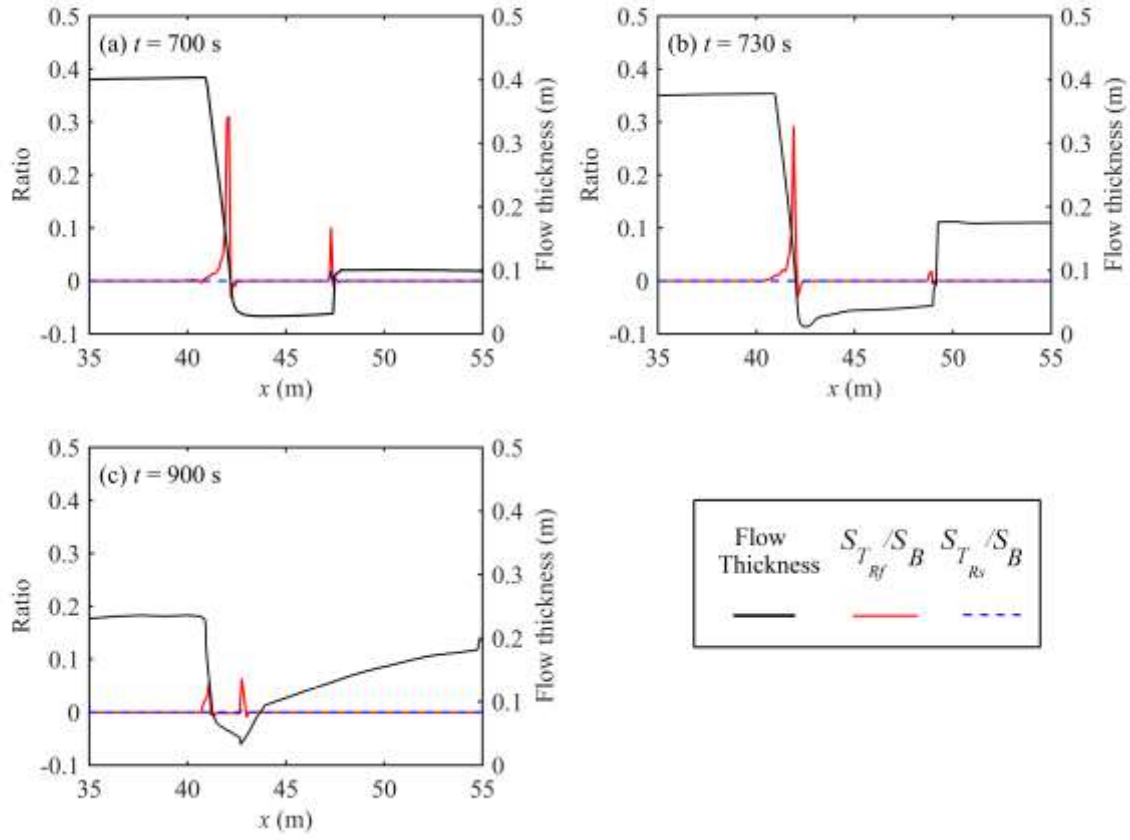 (a) t = 700 s
0.5
0.4
0.3
0.2
0.1
0
-0.1
Ratio
0.5
0.4
0.3
0.2
0.1
0
Flow thickness (m)
35 40 45 50 55
x (m)
(b) t = 730 s
0.5
0.4
0.3
0.2
0.1
0
-0.1
Ratio
0.5
0.4
0.3
0.2
0.1
0
Flow thickness (m)
35 40 45 50 55
x (m)
(c) t = 900 s
0.5
0.4
0.3
0.2
0.1
0
-0.1
Ratio
0.5
0.4
0.3
0.2
0.1
0
Flow thickness (m)
35 40 45 50 55
x (m)
Flow
Thickness
S_{T_{Rf}}/S_B
S_{T_{Rs}}/S_B